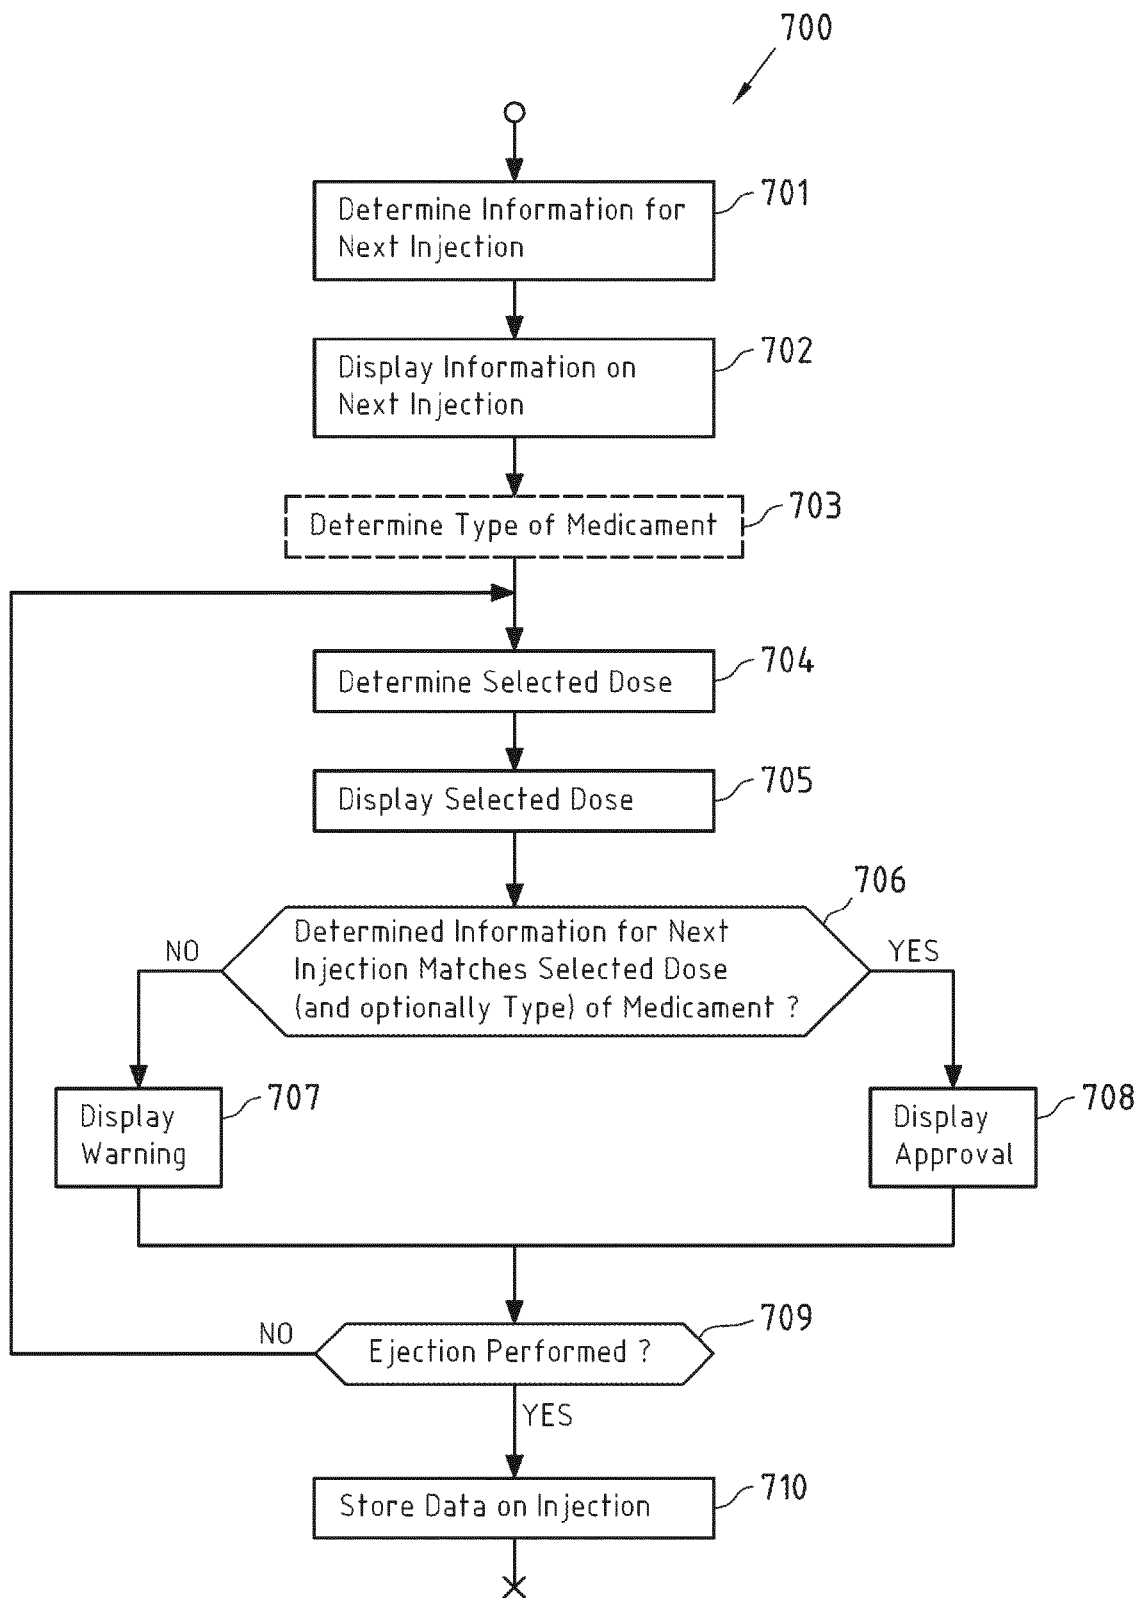 700
701
Determine Information for
Next Injection
702
Display Information on
Next Injection
703
Determine Type of Medicament
704
Determine Selected Dose
705
Display Selected Dose
706
NO
YES
Determined Information for Next
Injection Matches Selected Dose
(and optionally Type) of Medicament ?
707
708
Display
Warning
Display
Approval
709
NO
Ejection Performed ?
YES
710
Store Data on Injection